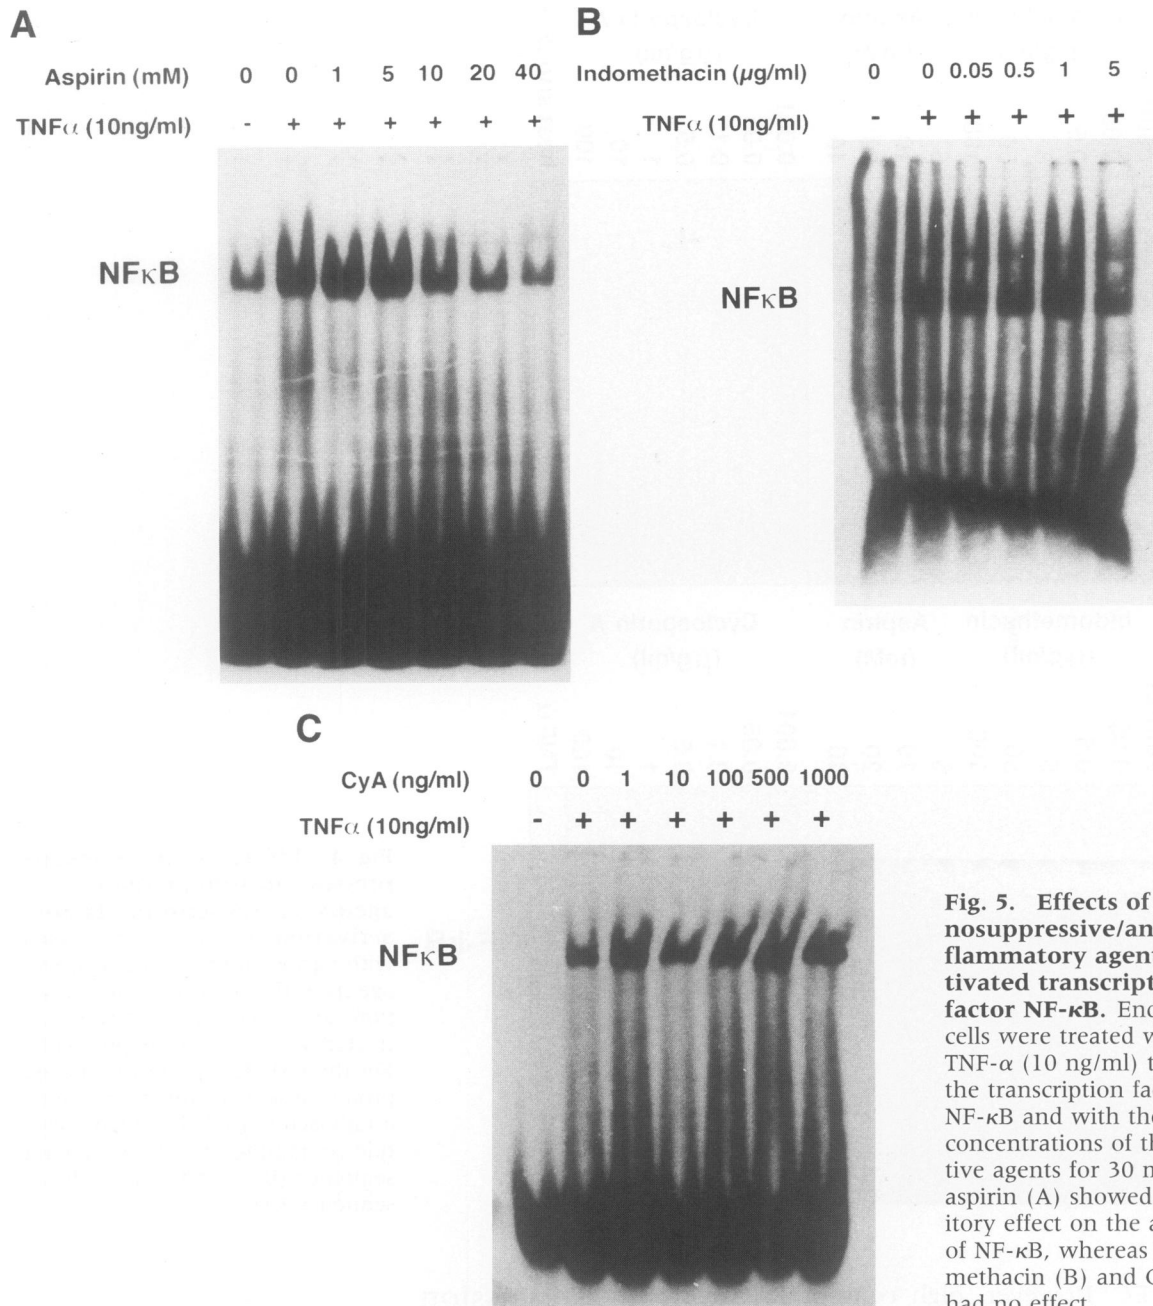 A
Aspirin (mM) 0 0 1 5 10 20 40
TNFα (10ng/ml) - + + + + + +
NFκB
B
Indomethacin (µg/ml) 0 0 0.05 0.5 1 5
TNFα (10ng/ml) - + + + + +
NFκB
C
CyA (ng/ml) 0 0 1 10 100 500 1000
TNFα (10ng/ml) - + + + + + +
NFκB
Fig. 5. Effects of
nosuppressive/an
flammatory agent
tivated transcript
factor NF-κB. End
cells were treated w
TNF-α (10 ng/ml) t
the transcription fac
NF-κB and with the
concentrations of th
tive agents for 30 n
aspirin (A) showed
itory effect on the a
of NF-κB, whereas
methacin (B) and C
had no effect